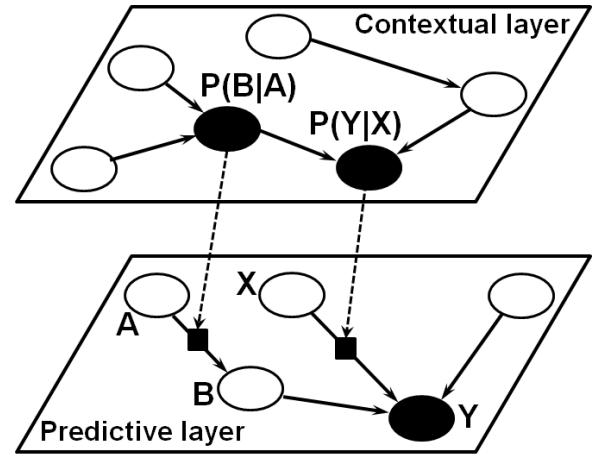 Contextual layer
P(B|A)
P(Y|X)
X
A
B
Y
Predictive layer